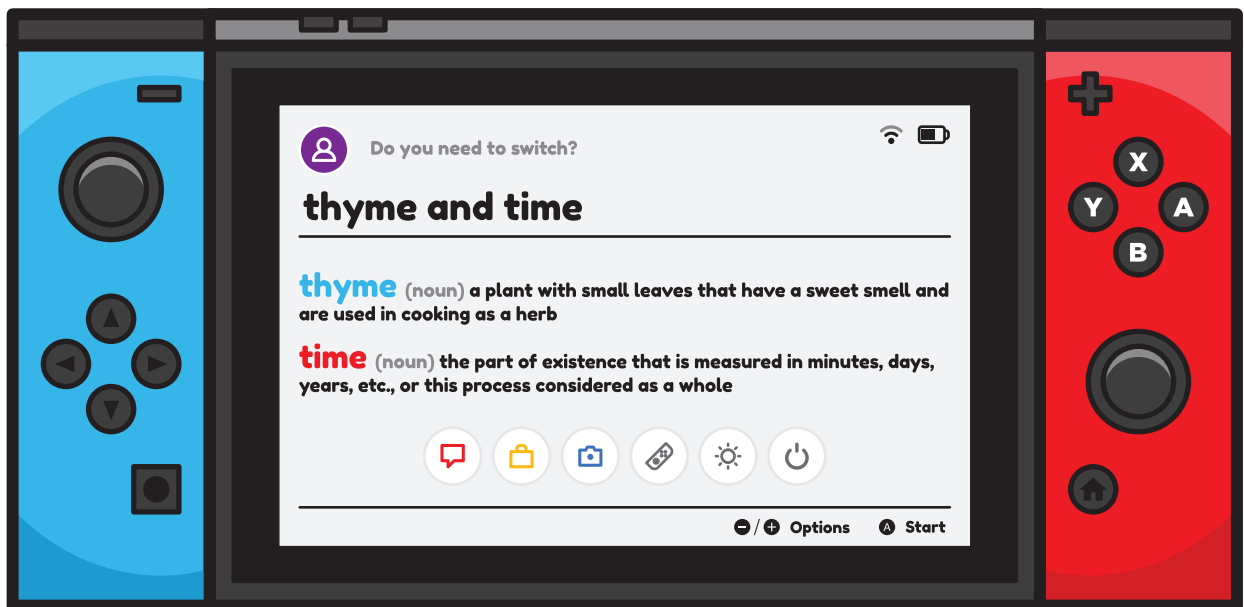 Do you need to switch?
thyme and time
thyme (noun) a plant with small leaves that have a sweet smell and
are used in cooking as a herb
time (noun) the part of existence that is measured in minutes, days,
years, etc., or this process considered as a whole
X
Y A
B
/ Options A Start